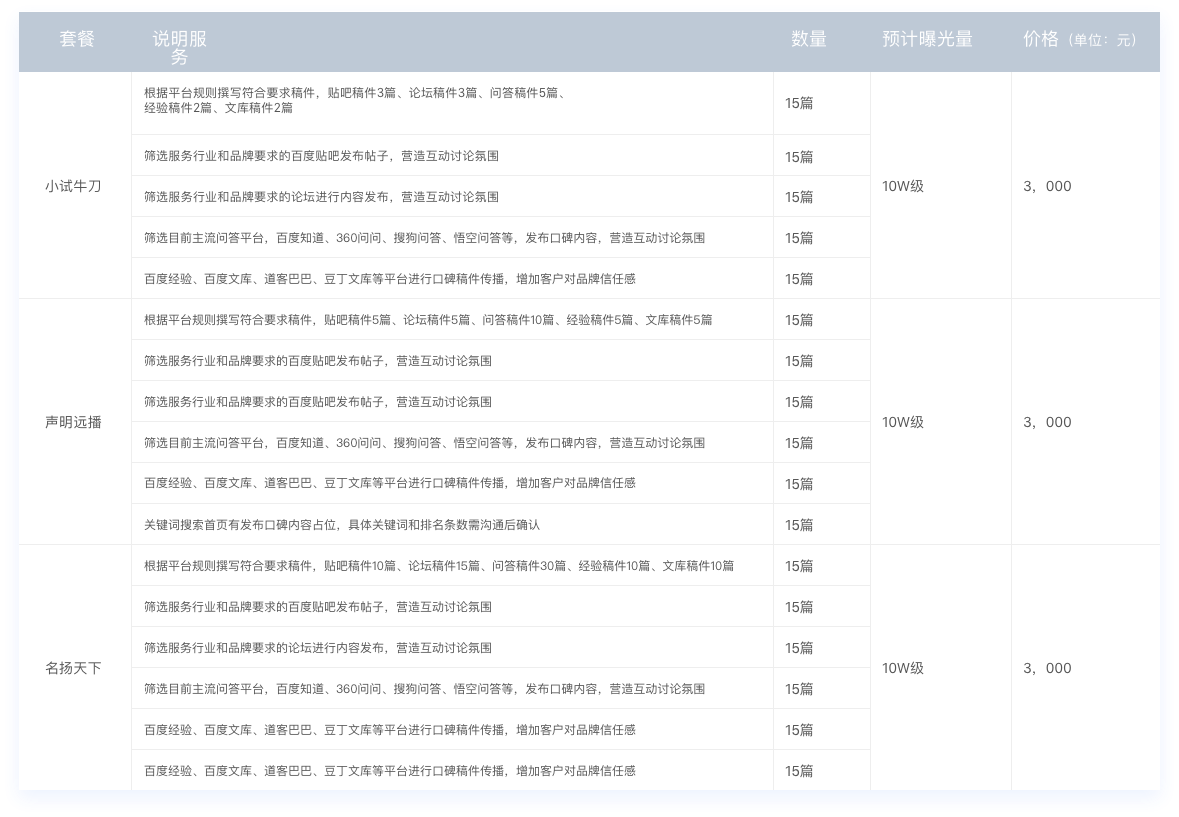 套餐
说明服
务
数量
预计曝光量
价格（单位：元）
根据平台规则撰写符合要求稿件，贴吧稿件3篇、论坛稿件3篇、问答稿件5篇、
经验稿件2篇、文库稿件2篇
15篇
筛选服务行业和品牌要求的百度贴吧发布帖子，营造互动讨论氛围
15篇
小试牛刀
10W级
3，000
筛选服务行业和品牌要求的论坛进行内容发布，营造互动讨论氛围
15篇
筛选目前主流问答平台，百度知道、360问问、搜狗问答、悟空问答等，发布口碑内容，营造互动讨论氛围
15篇
百度经验、百度文库、道客巴巴、豆丁文库等平台进行口碑稿件传播，增加客户对品牌信任感
15篇
根据平台规则撰写符合要求稿件，贴吧稿件5篇、论坛稿件5篇、问答稿件10篇、经验稿件5篇、文库稿件5篇
15篇
筛选服务行业和品牌要求的百度贴吧发布帖子，营造互动讨论氛围
15篇
筛选服务行业和品牌要求的百度贴吧发布帖子，营造互动讨论氛围
15篇
声明远播
10W级
3，000
筛选目前主流问答平台，百度知道、360问问、搜狗问答、悟空问答等，发布口碑内容，营造互动讨论氛围
15篇
百度经验、百度文库、道客巴巴、豆丁文库等平台进行口碑稿件传播，增加客户对品牌信任感
15篇
关键词搜索首页有发布口碑内容占位，具体关键词和排名条数需沟通后确认
15篇
根据平台规则撰写符合要求稿件，贴吧稿件10篇、论坛稿件15篇、问答稿件30篇、经验稿件10篇、文库稿件10篇
15篇
筛选服务行业和品牌要求的百度贴吧发布帖子，营造互动讨论氛围
15篇
筛选服务行业和品牌要求的论坛进行内容发布，营造互动讨论氛围
15篇
名扬天下
10W级
3，000
筛选目前主流问答平台，百度知道、360问问、搜狗问答、悟空问答等，发布口碑内容，营造互动讨论氛围
15篇
百度经验、百度文库、道客巴巴、豆丁文库等平台进行口碑稿件传播，增加客户对品牌信任感
15篇
百度经验、百度文库、道客巴巴、豆丁文库等平台进行口碑稿件传播，增加客户对品牌信任感
15篇